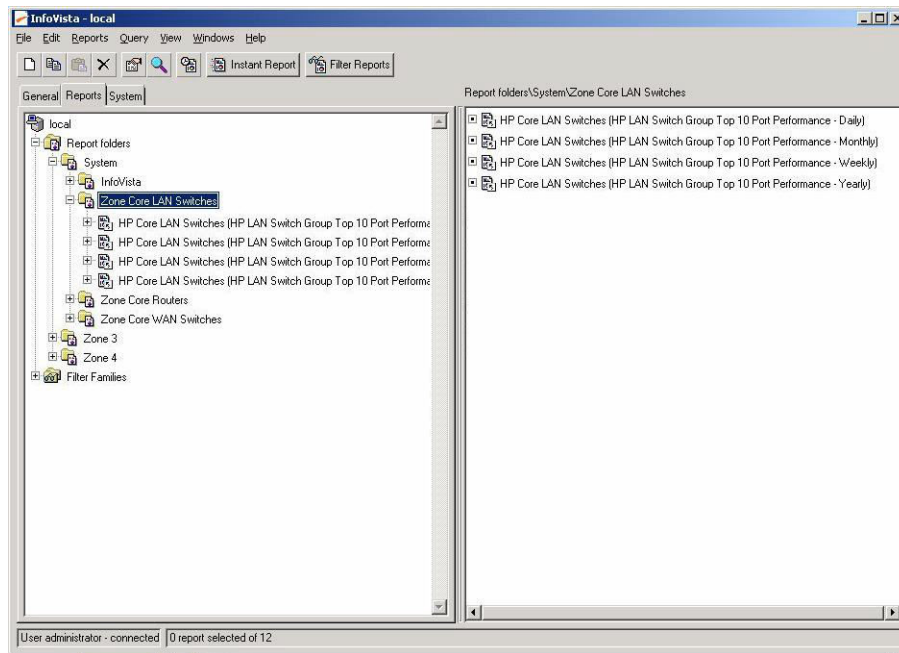 InfoVista - local
File Edit Reports Query View Windows Help
Instant Report Filter Reports
General Reports System
Report folders\System\Zone Core LAN Switches
local
Report folders
System
InfoVista
Zone Core LAN Switches
HP Core LAN Switches (HP LAN Switch Group Top 10 Port Performa
HP Core LAN Switches (HP LAN Switch Group Top 10 Port Performa
HP Core LAN Switches (HP LAN Switch Group Top 10 Port Performa
HP Core LAN Switches (HP LAN Switch Group Top 10 Port Performa
Zone Core Routers
Zone Core WAN Switches
Zone 3
Zone 4
Filter Families
HP Core LAN Switches (HP LAN Switch Group Top 10 Port Performance - Daily)
HP Core LAN Switches (HP LAN Switch Group Top 10 Port Performance - Monthly)
HP Core LAN Switches (HP LAN Switch Group Top 10 Port Performance - Weekly)
HP Core LAN Switches (HP LAN Switch Group Top 10 Port Performance - Yearly)
User administrator - connected 0 report selected of 12